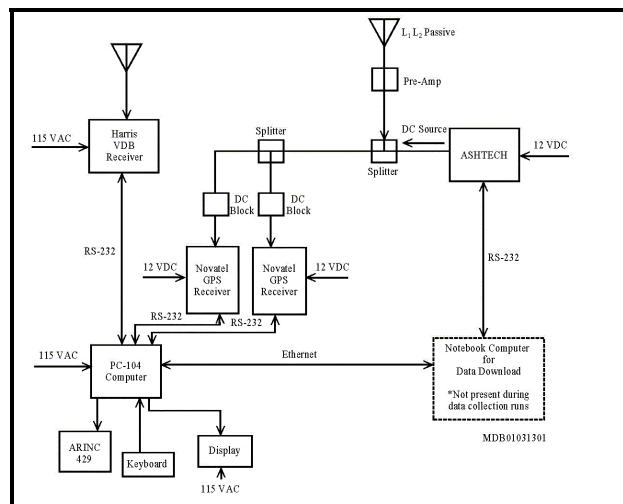 L1 L2 Passive
Pre-Amp
Harris
VDB
Receiver
115 VAC
Splitter
DC Source
Splitter
ASHTECH
12 VDC
DC
Block
DC
Block
RS-232
12 VDC
Novatel
GPS
Receiver
Novatel
GPS
Receiver
12 VDC
RS-232
RS-232
RS-232
115 VAC
PC-104
Computer
Ethernet
Notebook Computer
for
Data Download
*Not present during
data collection runs
MDB01031301
ARINC
429
Keyboard
Display
115 VAC